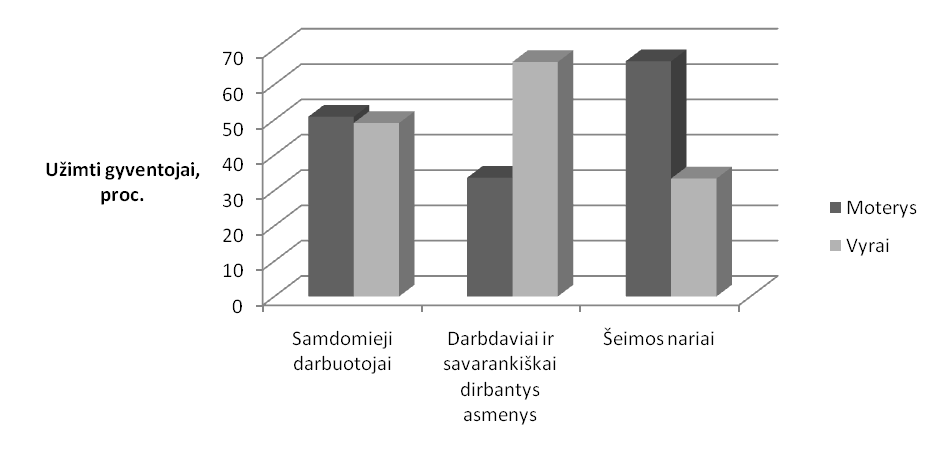 Užimti gyventojai,
proc.
70
60
50
40
30
20
10
0
Samdomieji
darbuotojai
Darbdaviai ir
savarankiškai
dirbantys
asmenys
Šeimos nariai
Moterys
Vyrai